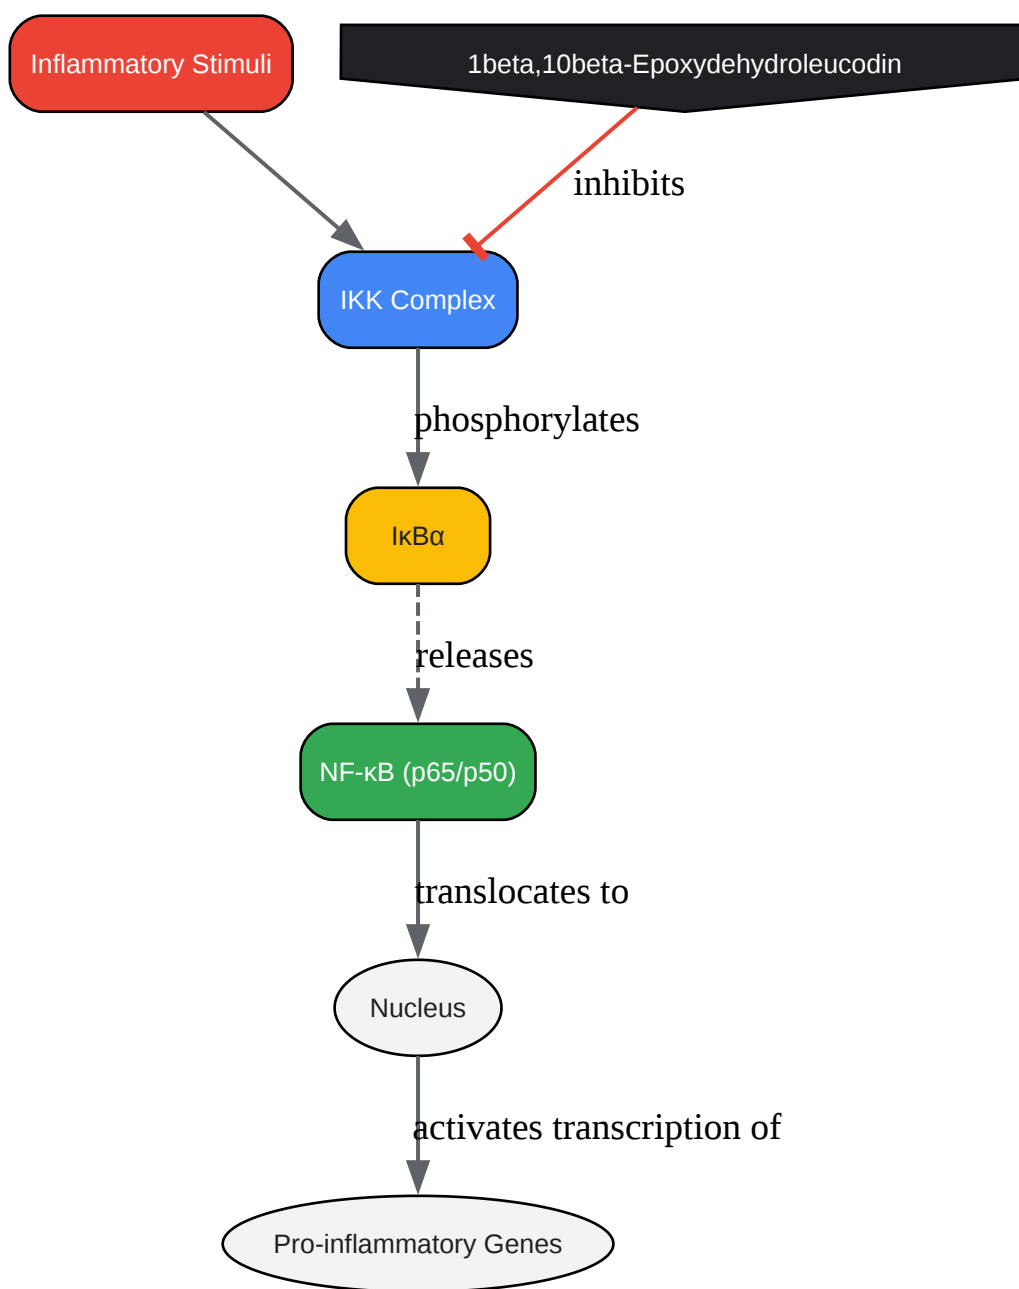 Inflammatory Stimuli
1beta,10beta-Epoxydehydroleucodin
inhibits
IKK Complex
phosphorylates
IκBα
releases
NF-κB (p65/p50)
translocates to
Nucleus
activates transcription of
Pro-inflammatory Genes